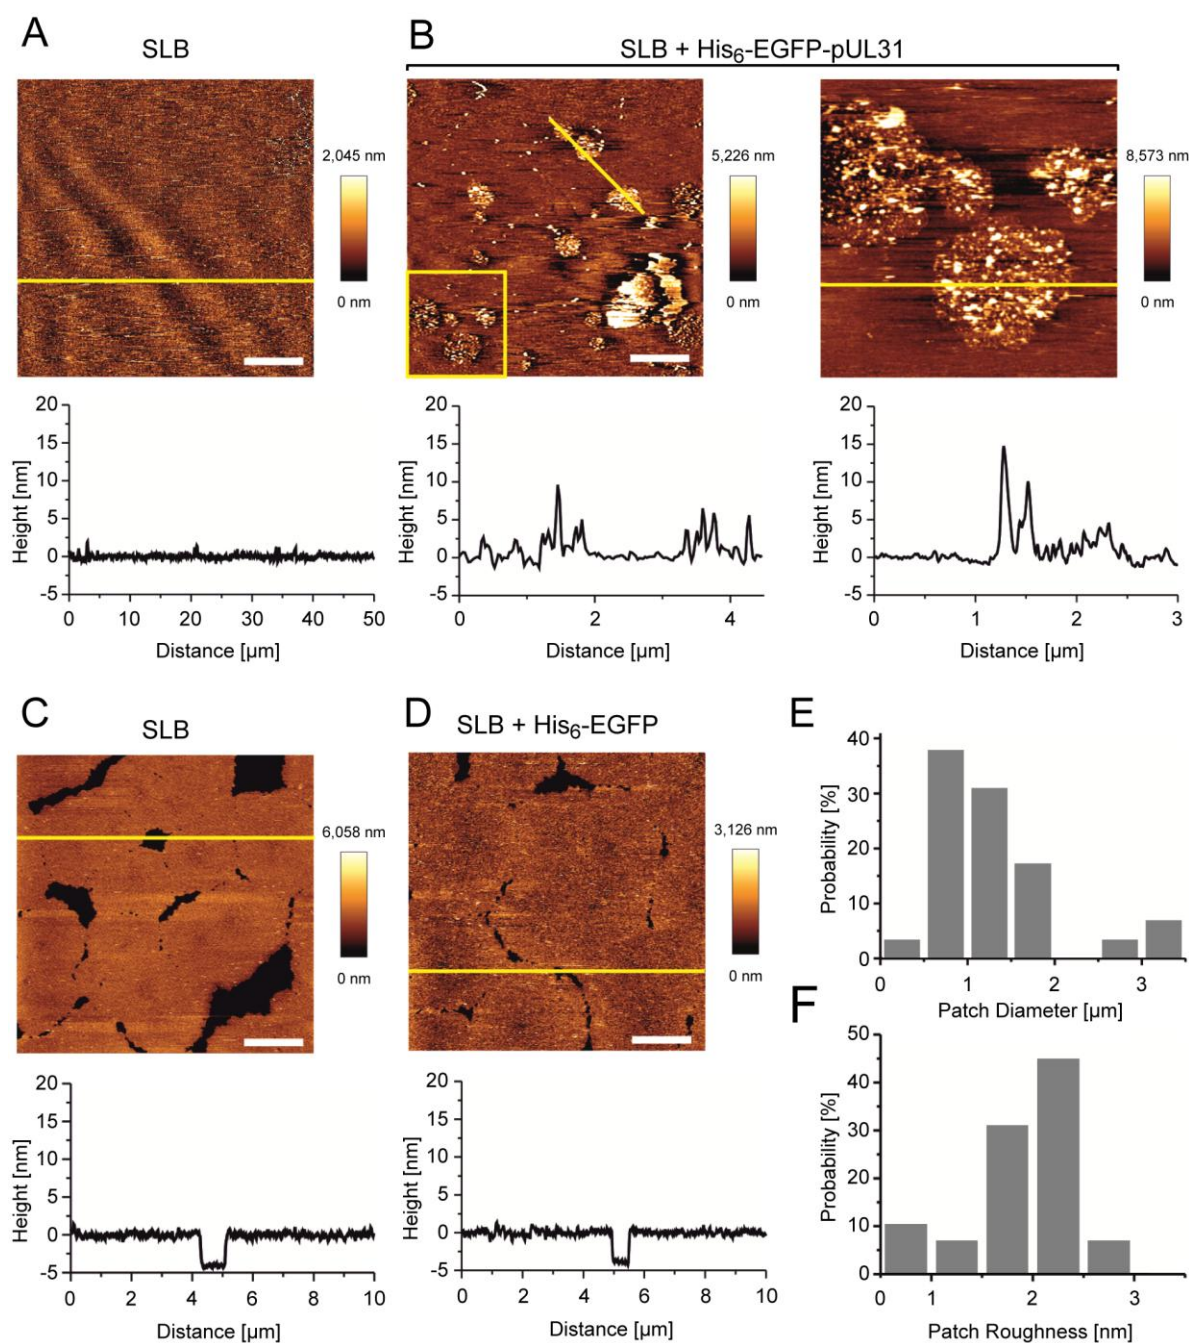 A
SLB
2,045 nm
0 nm
B
SLB + His6-EGFP-pUL31
5,226 nm
0 nm
8,573 nm
0 nm
20
15
10
5
0
-5
Height [nm]
0 10 20 30 40 50
Distance [µm]
20
15
10
5
0
-5
Height [nm]
0 2 4
Distance [µm]
20
15
10
5
0
-5
Height [nm]
0 1 2 3
Distance [µm]
C
SLB
6,058 nm
0 nm
20
15
10
5
0
-5
Height [nm]
0 2 4 6 8 10
Distance [µm]
D
SLB + His6-EGFP
3,126 nm
0 nm
20
15
10
5
0
-5
Height [nm]
0 2 4 6 8 10
Distance [µm]
E
40
30
20
10
0
Probability [%]
0 1 2 3
Patch Diameter [µm]
F
50
40
30
20
10
0
Probability [%]
1 2 3
Patch Roughness [nm]